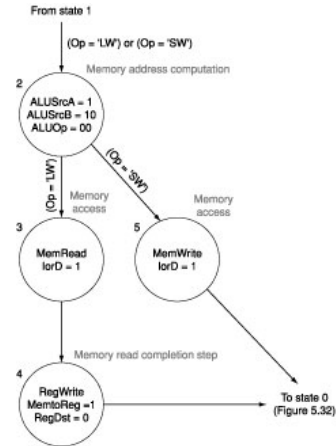 From state 1
(Op = 'LW') or (Op = 'SW')
Memory address computation
2
ALUSrcA = 1
ALUSrcB = 10
ALUOp = 00
(Op = 'LW')
(Op = 'SW')
Memory
access
Memory
access
3
MemRead
IorD = 1
5
MemWrite
IorD = 1
Memory read completion step
4
RegWrite
MemtoReg =1
RegDst = 0
To state 0
(Figure 5.32)